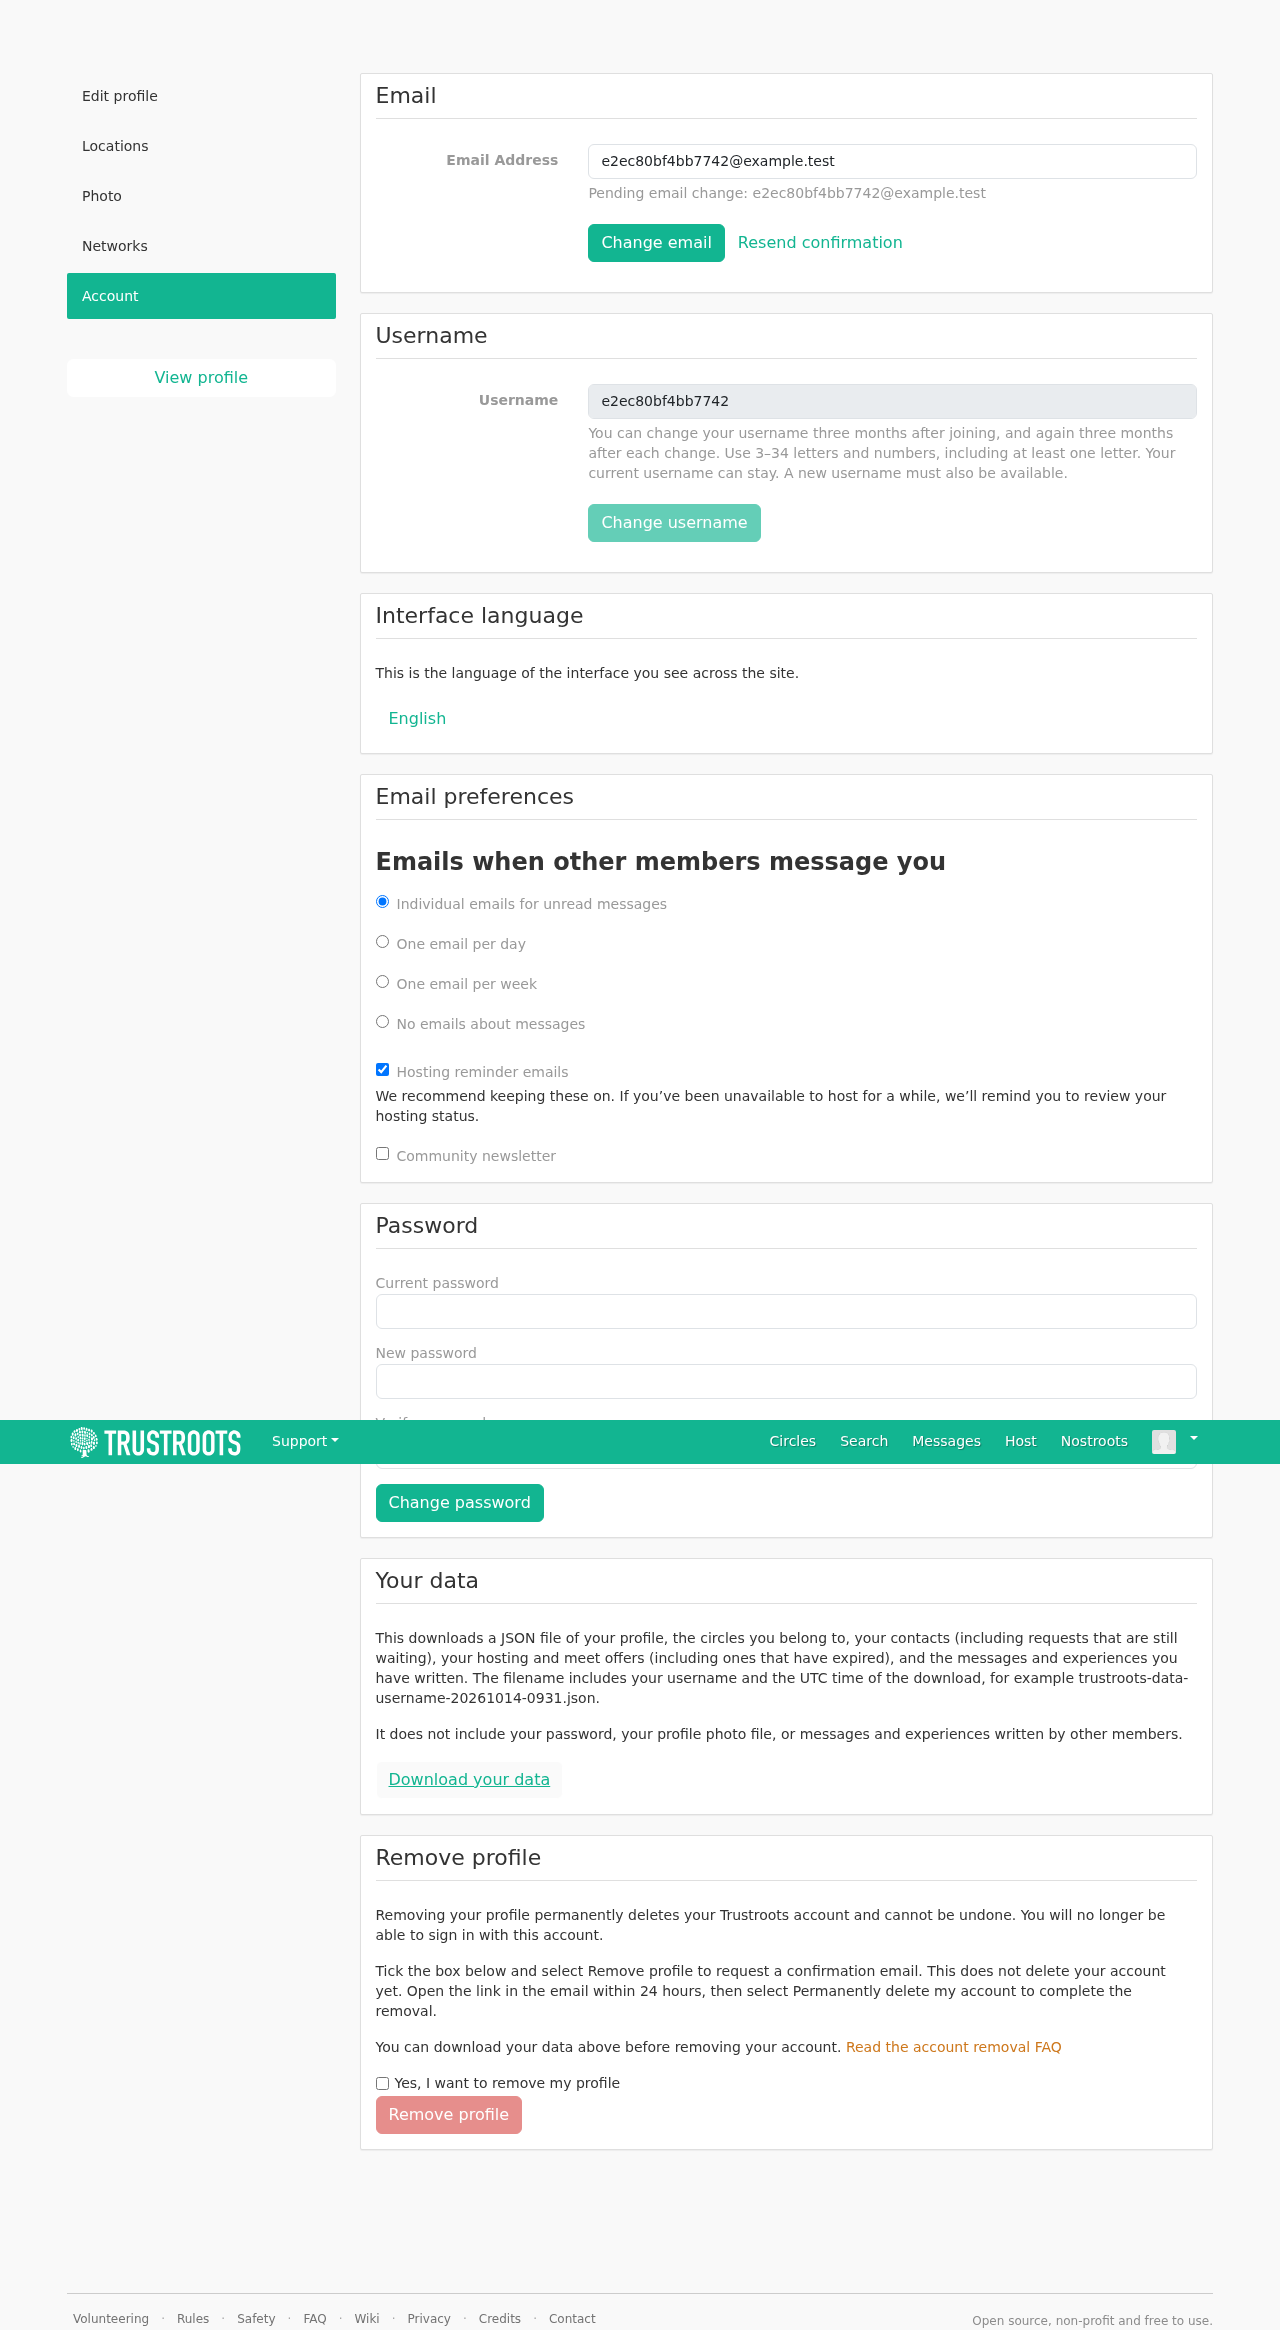 Edit profile
Locations
Photo
Networks
Account
View profile
Email
Email Address
e2ec80bf4bb7742@example.test
Pending email change: e2ec80bf4bb7742@example.test
Change email
Resend confirmation
Username
Username
e2ec80bf4bb7742
You can change your username three months after joining, and again three months
after each change. Use 3–34 letters and numbers, including at least one letter. Your
current username can stay. A new username must also be available.
Change username
Interface language
This is the language of the interface you see across the site.
English
Email preferences
Emails when other members message you
Individual emails for unread messages
One email per day
One email per week
No emails about messages
Hosting reminder emails
We recommend keeping these on. If you’ve been unavailable to host for a while, we’ll remind you to review your
hosting status.
Community newsletter
Password
Current password
New password
TRUSTROOTS
Support
Circles
Search
Messages
Host
Nostroots
Change password
Your data
This downloads a JSON file of your profile, the circles you belong to, your contacts (including requests that are still
waiting), your hosting and meet offers (including ones that have expired), and the messages and experiences you
have written. The filename includes your username and the UTC time of the download, for example trustroots-data-
username-20261014-0931.json.
It does not include your password, your profile photo file, or messages and experiences written by other members.
Download your data
Remove profile
Removing your profile permanently deletes your Trustroots account and cannot be undone. You will no longer be
able to sign in with this account.
Tick the box below and select Remove profile to request a confirmation email. This does not delete your account
yet. Open the link in the email within 24 hours, then select Permanently delete my account to complete the
removal.
You can download your data above before removing your account. Read the account removal FAQ
Yes, I want to remove my profile
Remove profile
Volunteering · Rules · Safety · FAQ · Wiki · Privacy · Credits · Contact
Open source, non-profit and free to use.